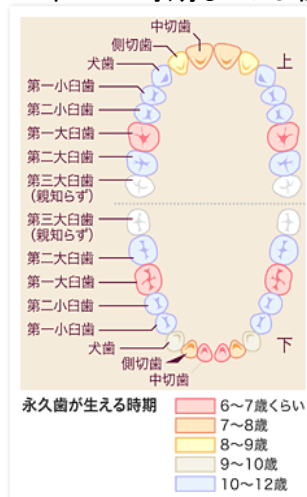 中切歯
側切歯
上
犬歯
第一小臼歯
第二小臼歯
第一大臼歯
第二大臼歯
第三大臼歯
(親知らず)
第三大臼歯
(親知らず)
第二大臼歯
第一大臼歯
第二小臼歯
第一小臼歯
犬歯
下
側切歯
中切歯
永久歯が生える時期
6～7歳くらい
7～8歳
8～9歳
9～10歳
10～12歳